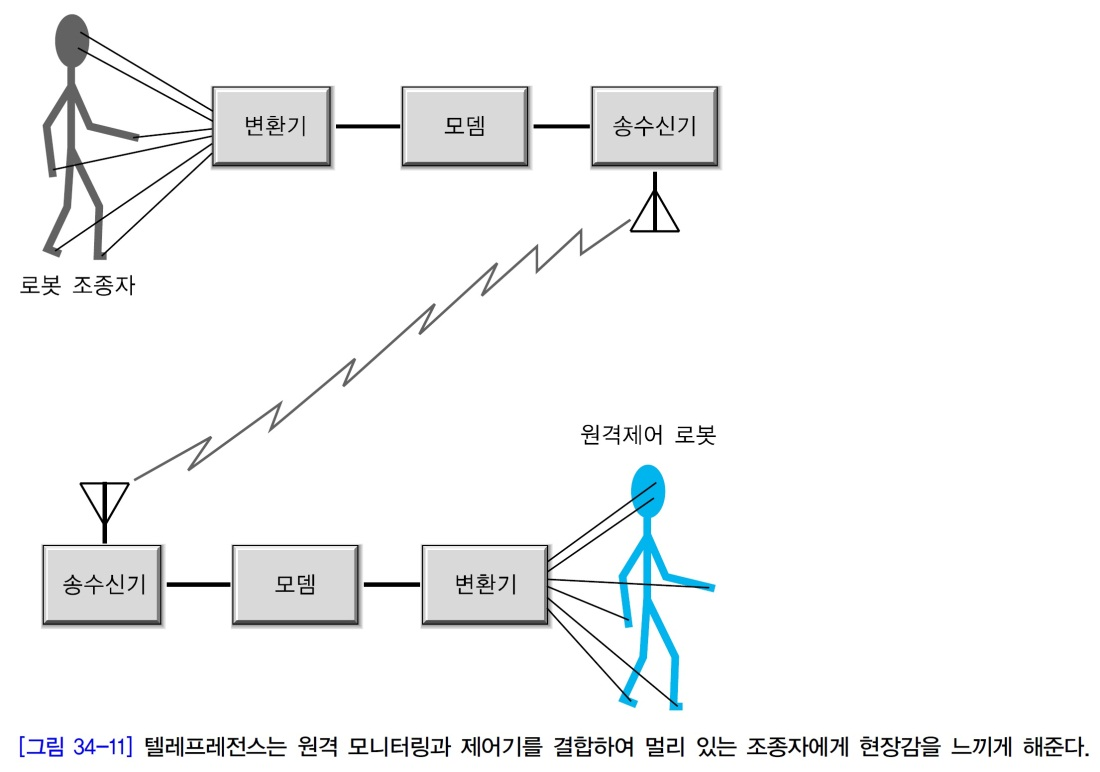 변환기
모뎀
송수신기
로봇 조종자
원격제어 로봇
송수신기
모뎀
변환기
[그림 34-11] 텔레프레전스는 원격 모니터링과 제어기를 결합하여 멀리 있는 조종자에게 현장감을 느끼게 해준다.